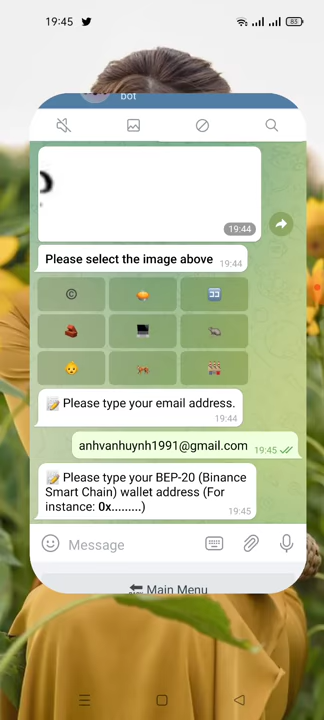 19:45
83
bot
19:44
Please select the image above 19:44
©
📝 Please type your email address.
19:44
anhvanhuynh1991@gmail.com 19:45
📝 Please type your BEP-20 (Binance
Smart Chain) wallet address (For
instance: 0x.........)
19:45
Message
Main Menu